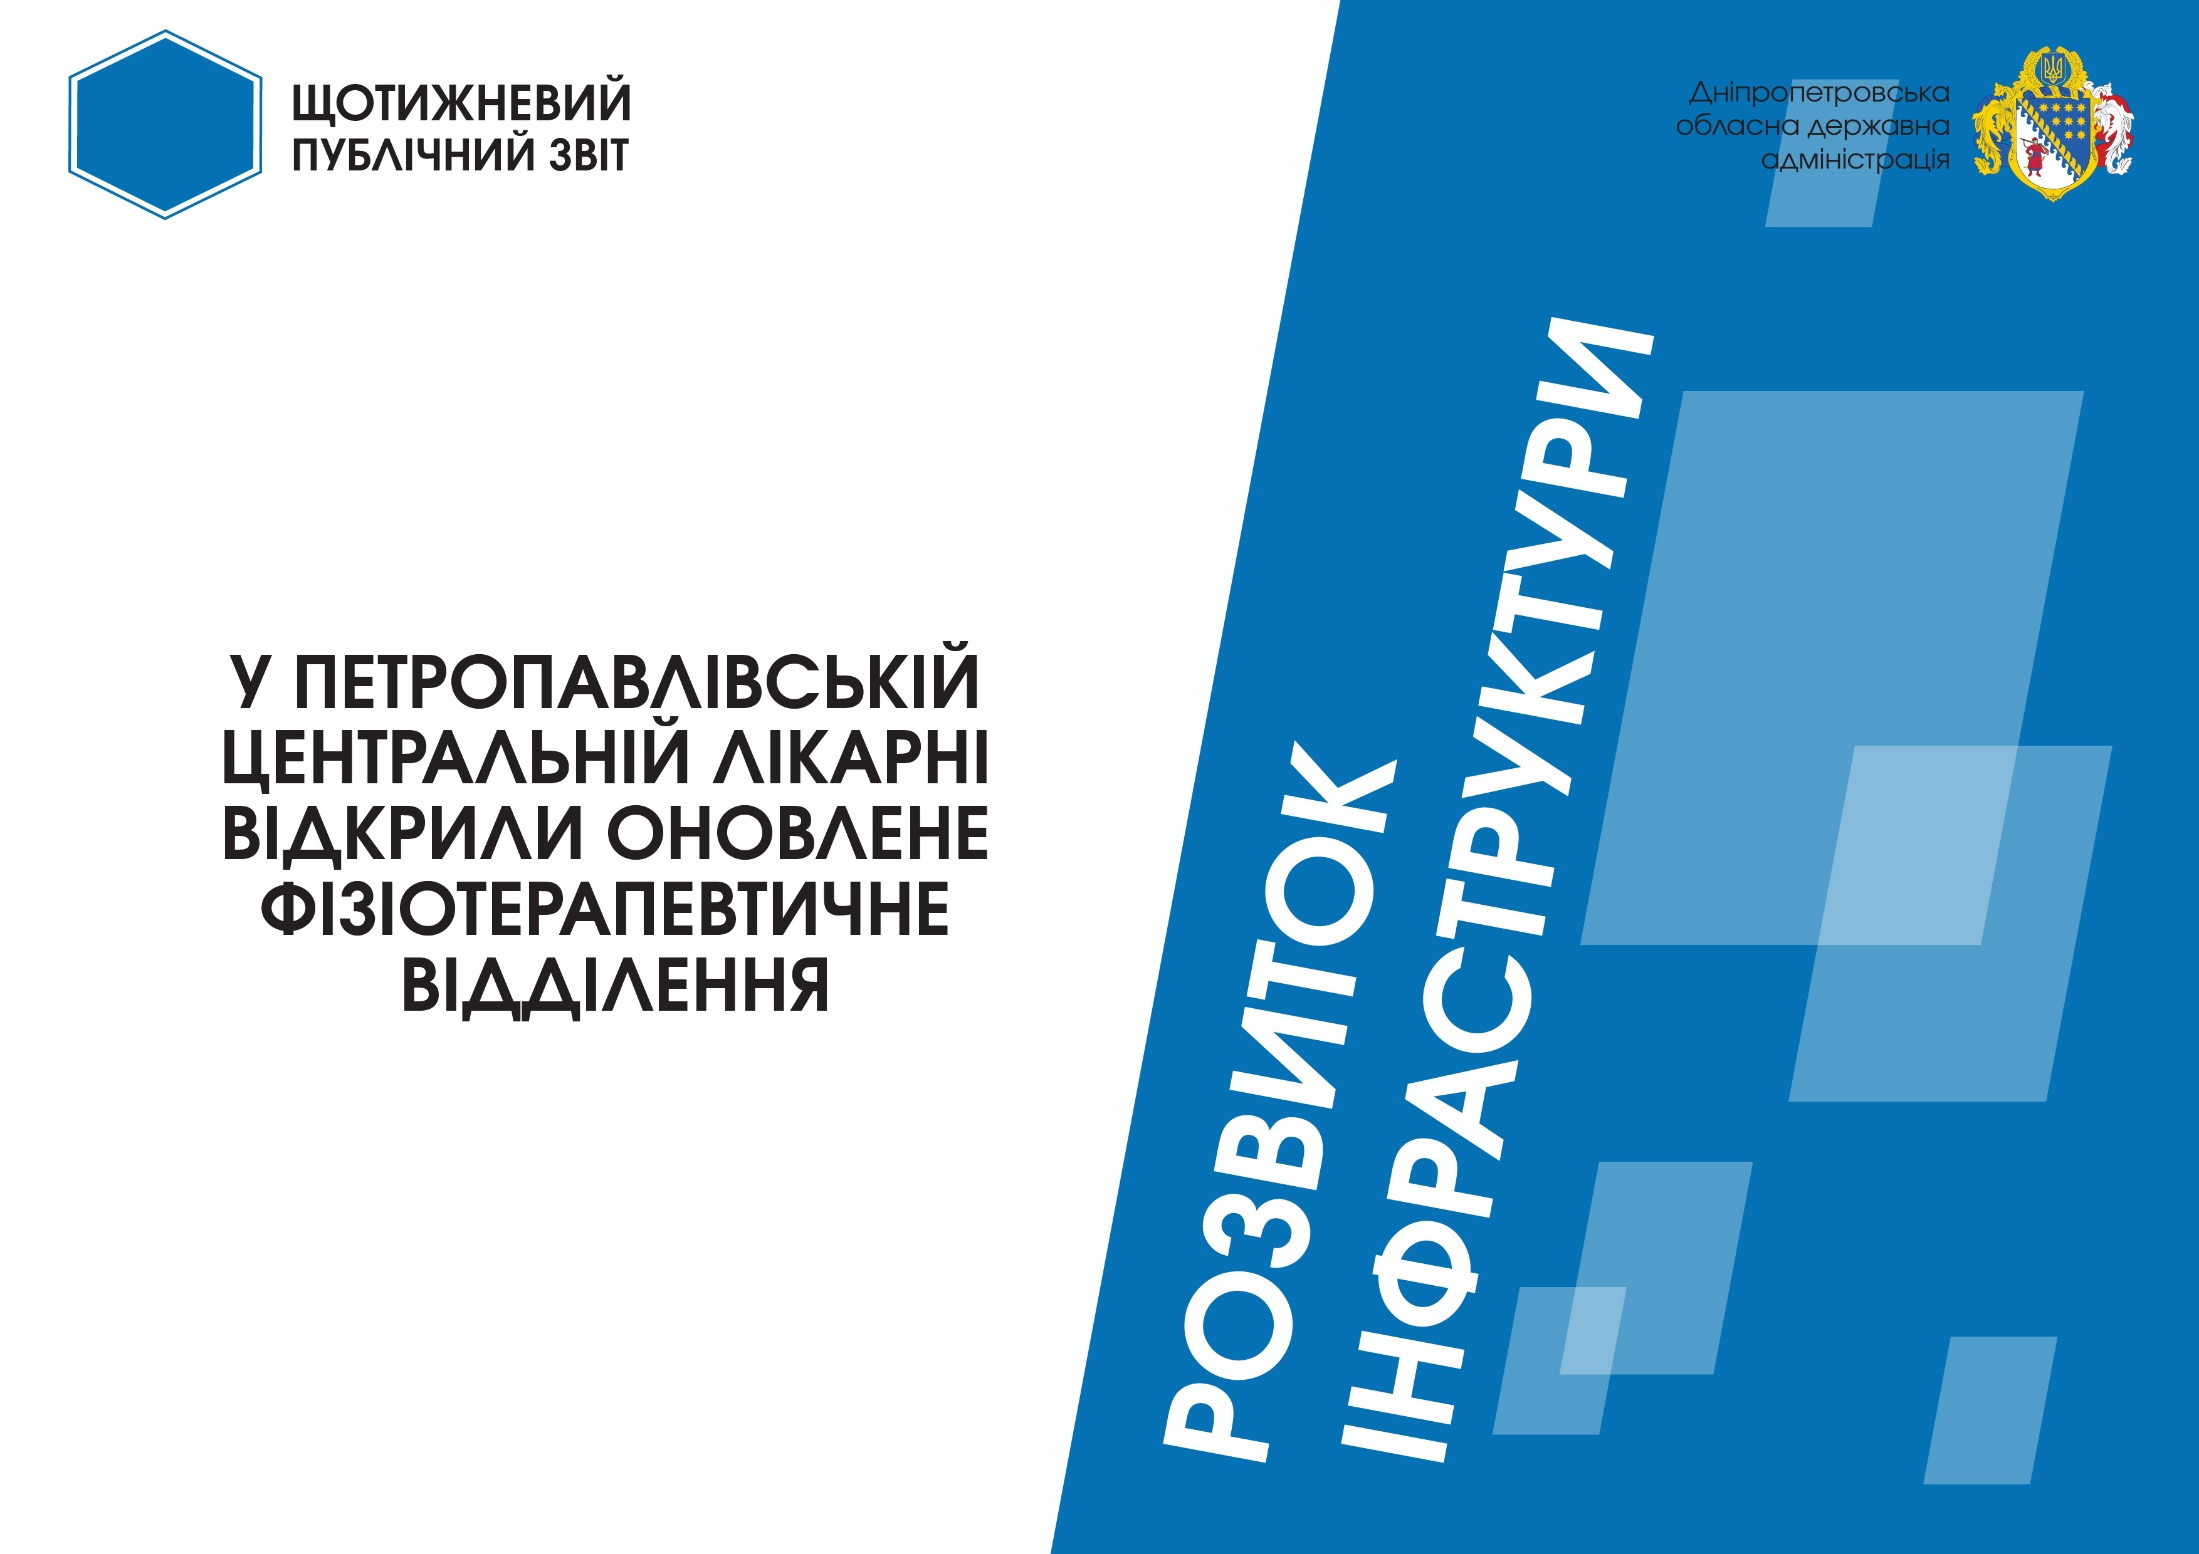 ЩОТИЖНЕВИЙ
ПУБЛІЧНИЙ ЗВІТ
Дніпропетровська
обласна державна
адміністрація
У ПЕТРОПАВЛІВСЬКІЙ
ЦЕНТРАЛЬНІЙ ЛІКАРНІ
ВІДКРИЛИ ОНОВЛЕНЕ
ФІЗІОТЕРАПЕВТИЧНЕ
ВІДДІЛЕННЯ
РОЗВИТОК
ІНФРАСТРУКТУРИ